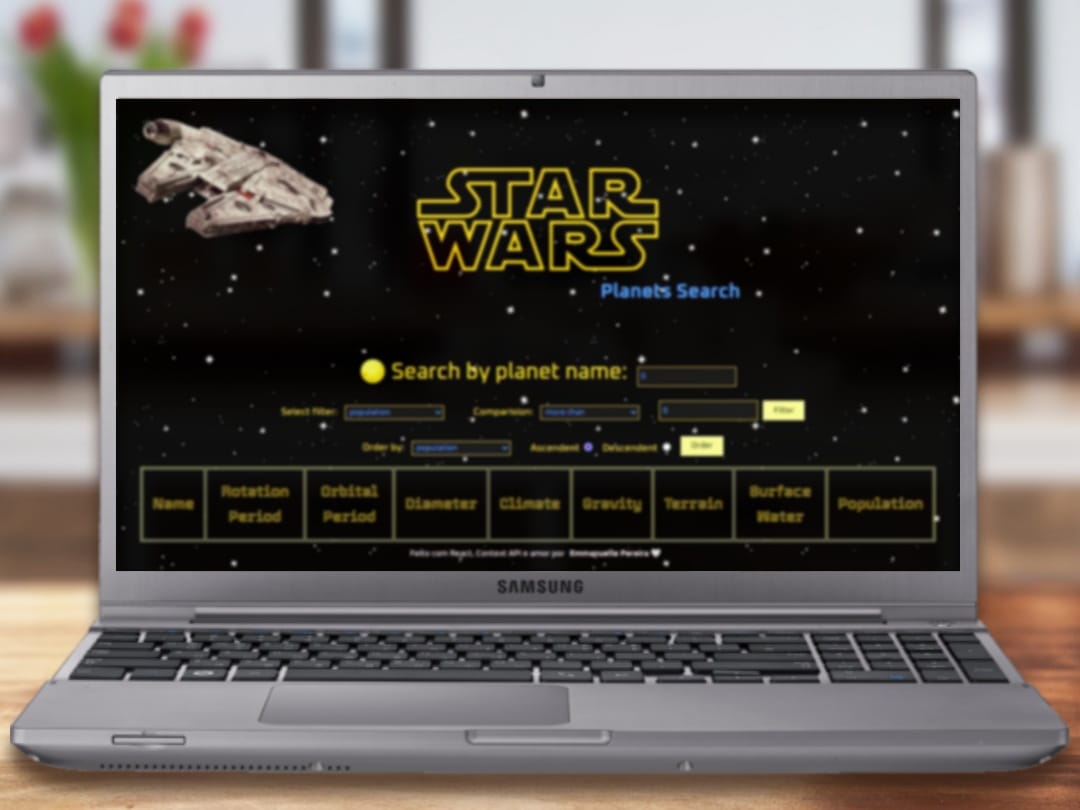 STAR
WARS
Planets Search
Search by planet name:
Select filter: population Comparsion: more than 0 Filter
Order by: population Ascendent Descendent Order
Name Rotation Period Orbital Period Diameter Climate Gravity Terrain Surface Water Population
Feito com React, Context API e amor por Emmanuelle Pereira
SAMSUNG